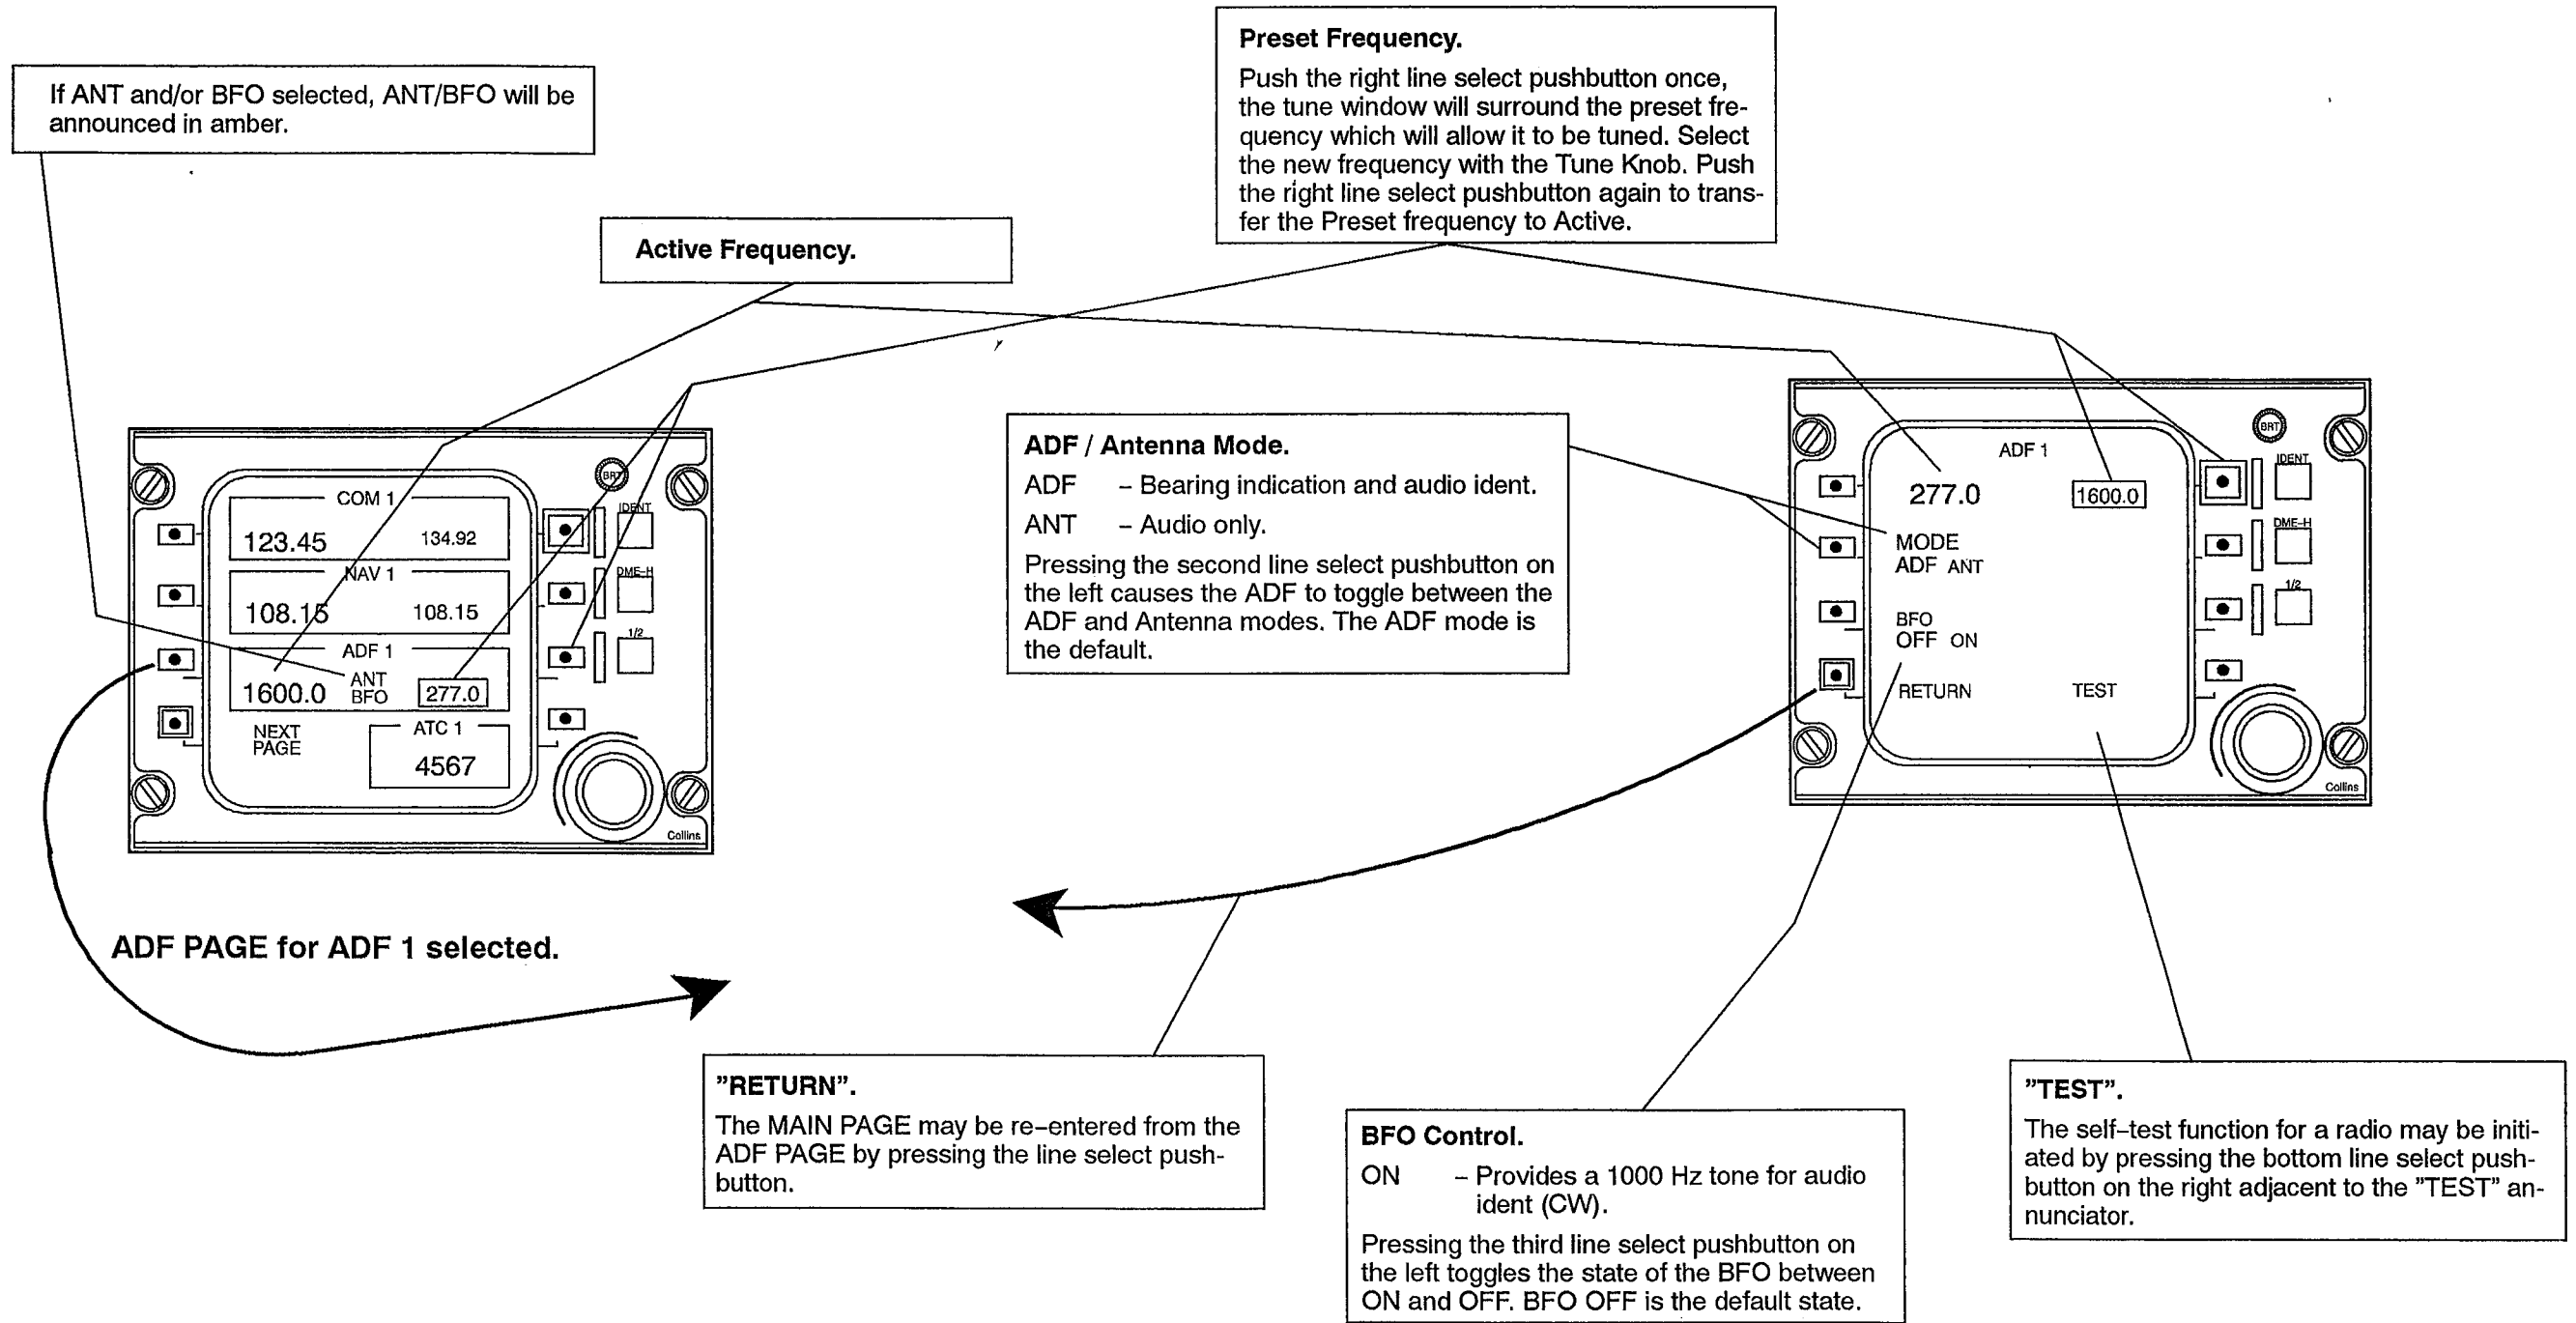 If ANT and/or BFO selected, ANT/BFO will be
announced in amber.
Active Frequency.
Preset Frequency.
Push the right line select pushbutton once,
the tune window will surround the preset fre-
quency which will allow it to be tuned. Select
the new frequency with the Tune Knob. Push
the right line select pushbutton again to trans-
fer the Preset frequency to Active.
BRT
COM 1
IDENT
123.45 134.92
NAV 1
DME-H
108.15 108.15
1/2
ADF 1
ANT
1600.0 277.0
BFO
NEXT
PAGE
ATC 1
4567
Collins
ADF / Antenna Mode.
ADF – Bearing indication and audio ident.
ANT – Audio only.
Pressing the second line select pushbutton on
the left causes the ADF to toggle between the
ADF and Antenna modes. The ADF mode is
the default.
BRT
ADF 1
IDENT
277.0 1600.0
DME-H
MODE
ADF ANT
1/2
BFO
OFF ON
RETURN TEST
Collins
ADF PAGE for ADF 1 selected.
”RETURN”.
The MAIN PAGE may be re–entered from the
ADF PAGE by pressing the line select push-
button.
BFO Control.
ON – Provides a 1000 Hz tone for audio
ident (CW).
Pressing the third line select pushbutton on
the left toggles the state of the BFO between
ON and OFF. BFO OFF is the default state.
”TEST”.
The self–test function for a radio may be initi-
ated by pressing the bottom line select push-
button on the right adjacent to the ”TEST” an-
nunciator.